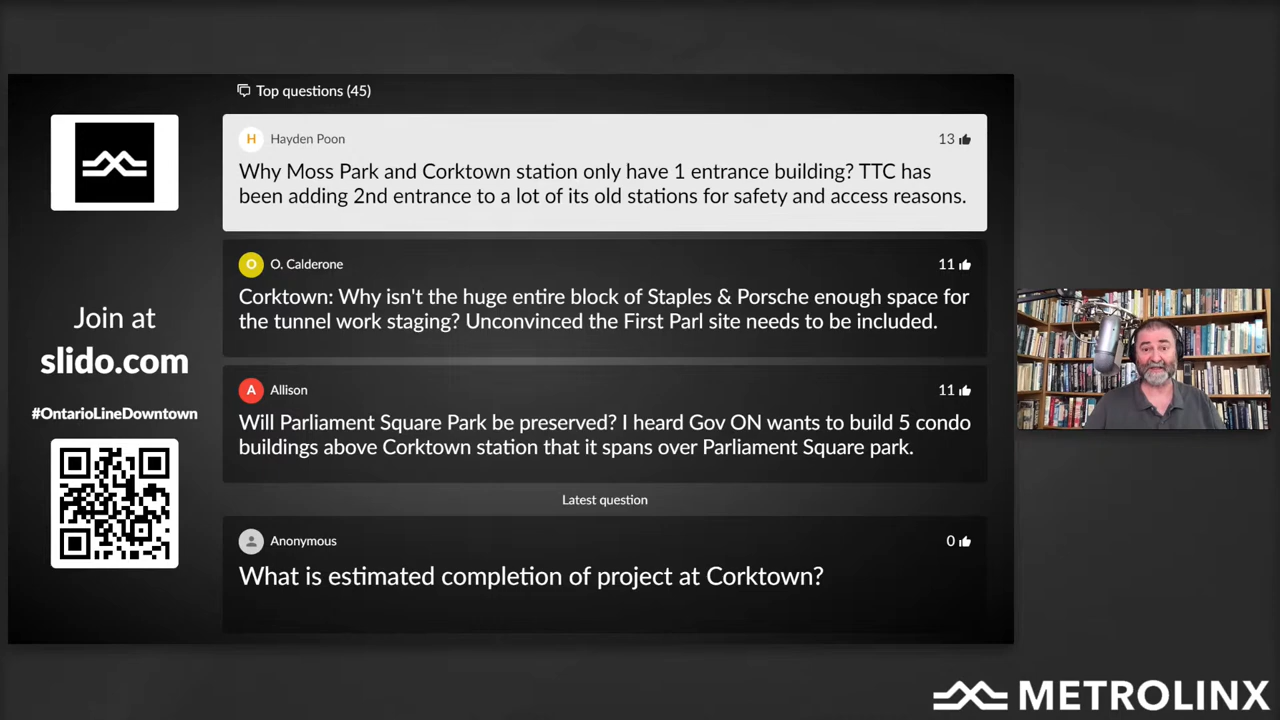 Top questions (45)
H Hayden Poon 13
Why Moss Park and Corktown station only have 1 entrance building? TTC has
been adding 2nd entrance to a lot of its old stations for safety and access reasons.
O O. Calderone 11
Corktown: Why isn't the huge entire block of Staples & Porsche enough space for
the tunnel work staging? Unconvinced the First Parl site needs to be included.
A Allison 11
Will Parliament Square Park be preserved? I heard Gov ON wants to build 5 condo
buildings above Corktown station that it spans over Parliament Square park.
Latest question
Anonymous 0
What is estimated completion of project at Corktown?
Join at
slido.com
#OntarioLineDowntown
METROLINX